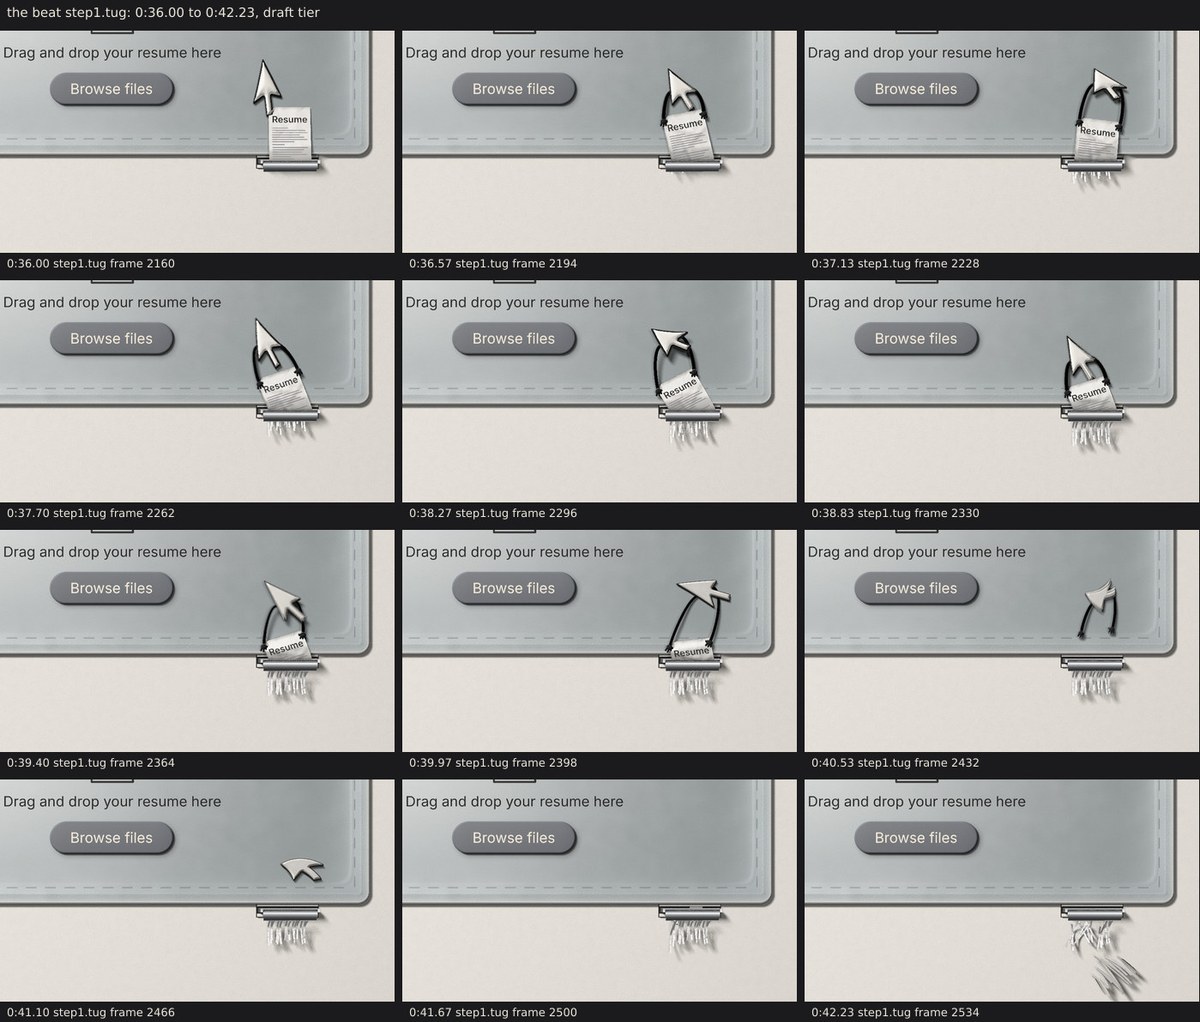 the beat step1.tug: 0:36.00 to 0:42.23, draft tier
Drag and drop your resume here
Browse files
Resume
0:36.00 step1.tug frame 2160
Drag and drop your resume here
Browse files
Resume
0:36.57 step1.tug frame 2194
Drag and drop your resume here
Browse files
Resume
0:37.13 step1.tug frame 2228
Drag and drop your resume here
Browse files
Resume
0:37.70 step1.tug frame 2262
Drag and drop your resume here
Browse files
Resume
0:38.27 step1.tug frame 2296
Drag and drop your resume here
Browse files
Resume
0:38.83 step1.tug frame 2330
Drag and drop your resume here
Browse files
Resume
0:39.40 step1.tug frame 2364
Drag and drop your resume here
Browse files
Resume
0:39.97 step1.tug frame 2398
Drag and drop your resume here
Browse files
0:40.53 step1.tug frame 2432
Drag and drop your resume here
Browse files
0:41.10 step1.tug frame 2466
Drag and drop your resume here
Browse files
0:41.67 step1.tug frame 2500
Drag and drop your resume here
Browse files
0:42.23 step1.tug frame 2534